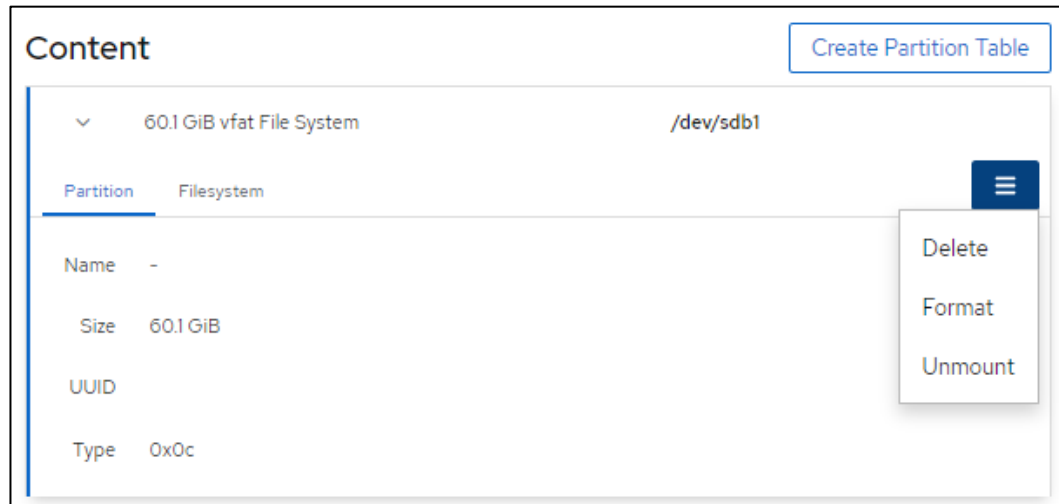 Content
Create Partition Table
60.1 GiB vfat File System /dev/sdb1
Partition Filesystem
Delete
Name -
Format
Size 60.1 GiB
Unmount
UUID
Type 0x0c